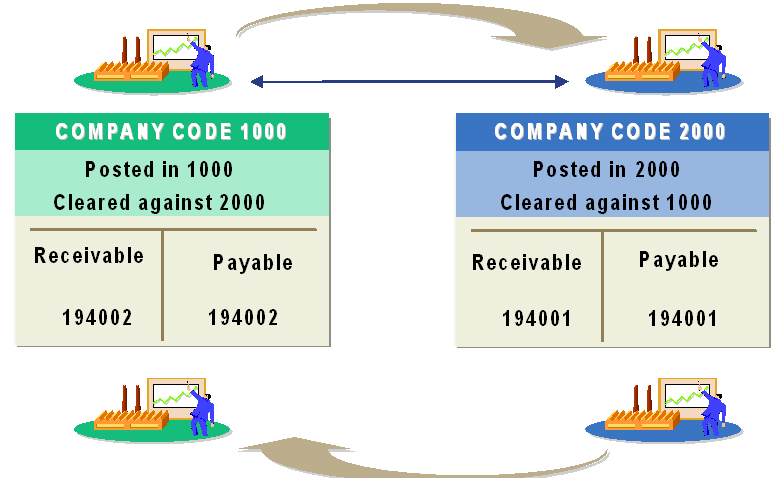 COMPANY CODE 1000
Posted in 1000
Cleared against 2000
Receivable Payable
194002 194002
COMPANY CODE 2000
Posted in 2000
Cleared against 1000
Receivable Payable
194001 194001